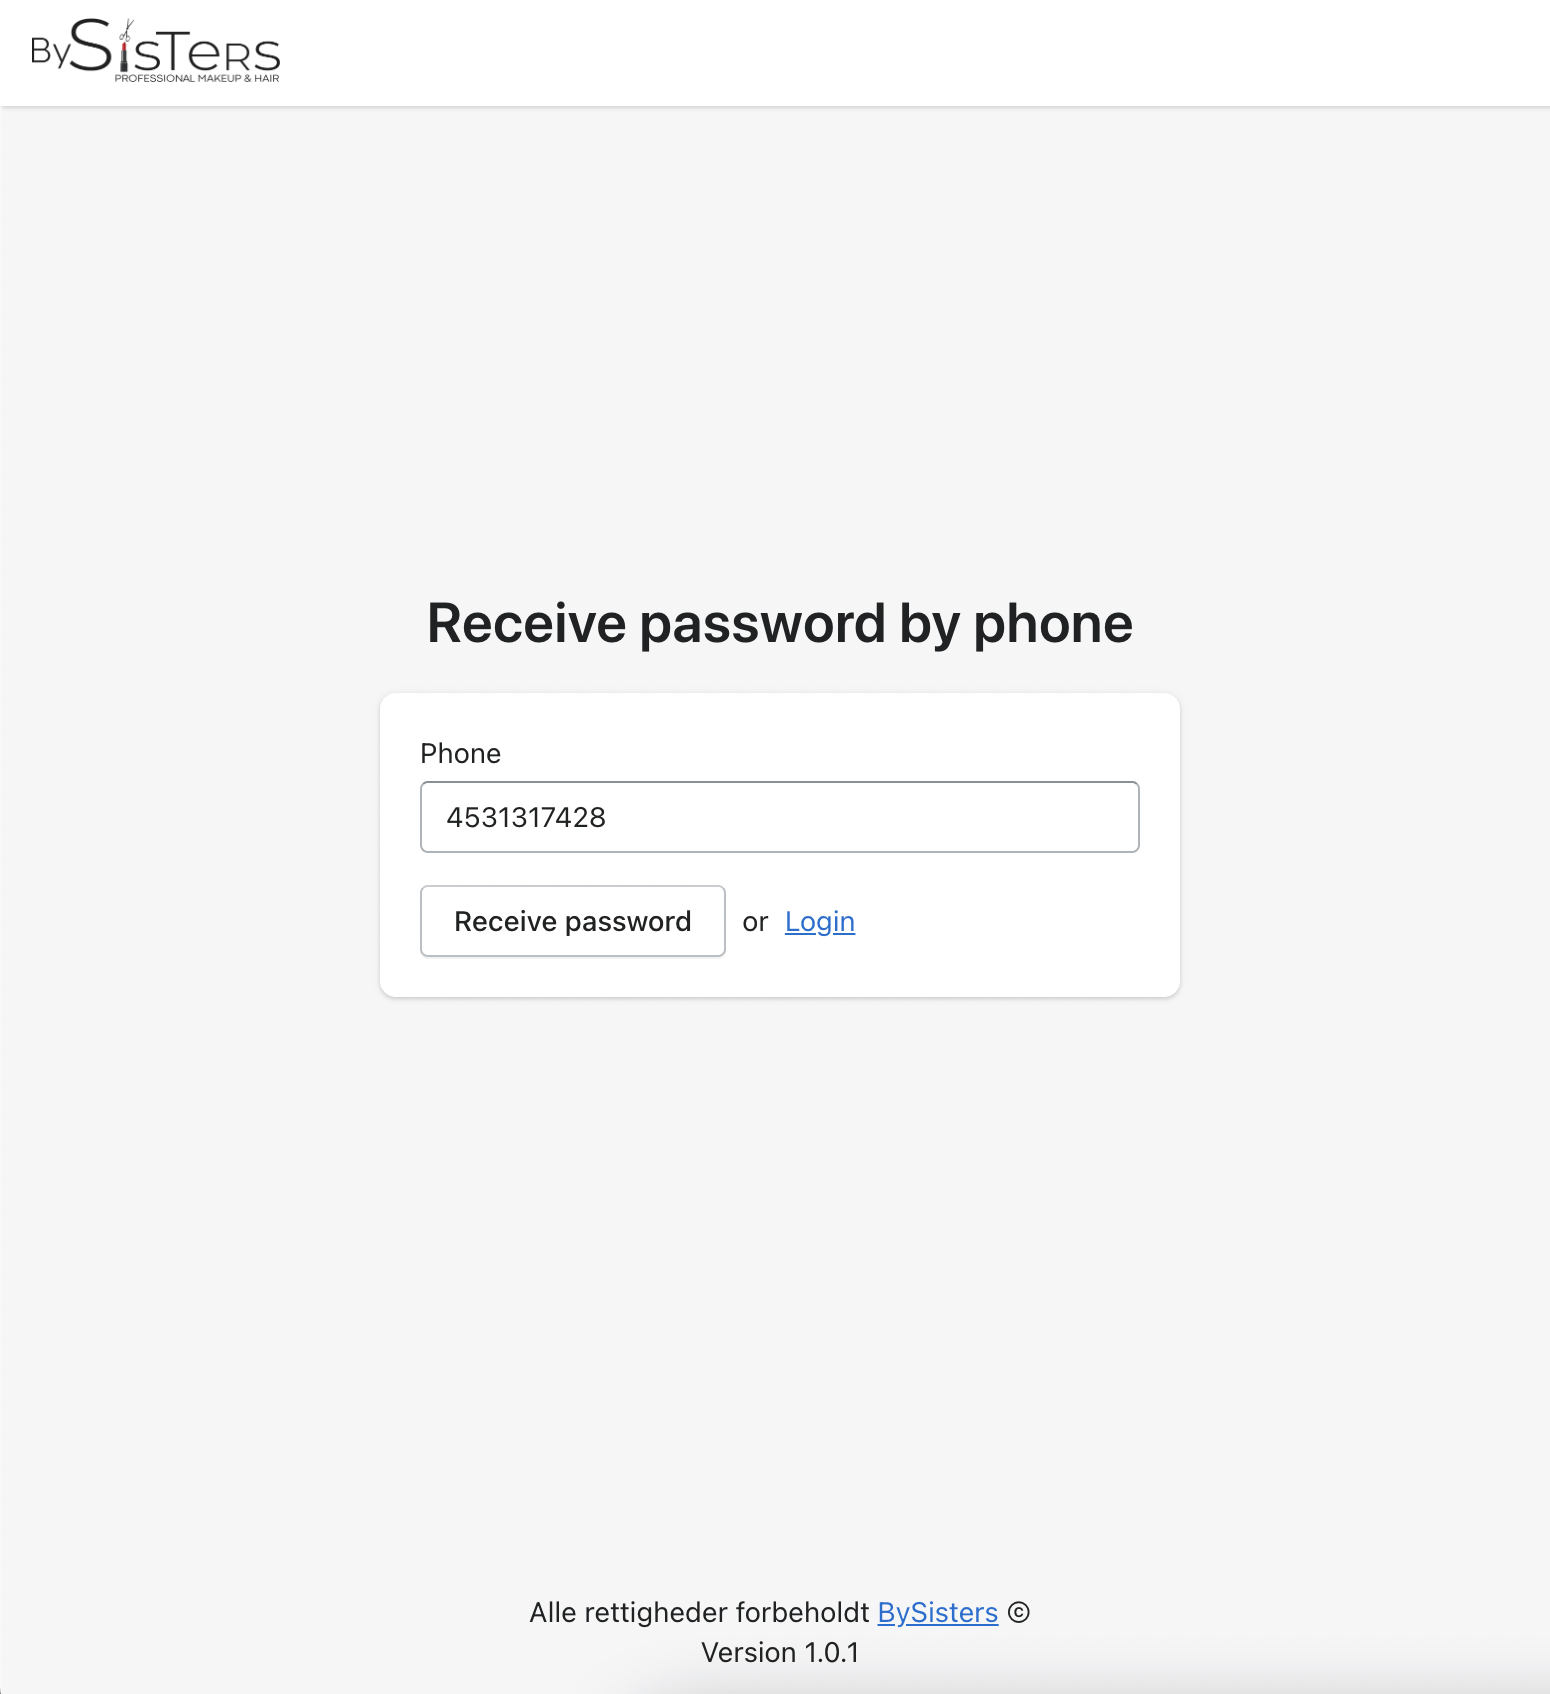 BySisTers
PROFESSIONAL MAKEUP & HAIR
Receive password by phone
Phone
4531317428
Receive password or Login
Alle rettigheder forbeholdt BySisters ©
Version 1.0.1